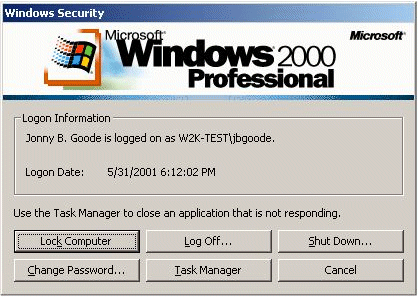 Windows Security
Microsoft
Windows 2000
Professional
Microsoft
Logon Information
Jonny B. Goode is logged on as W2K-TEST\jbgoode.
Logon Date: 5/31/2001 6:12:02 PM
Use the Task Manager to close an application that is not responding.
Lock Computer Log Off... Shut Down...
Change Password... Task Manager Cancel